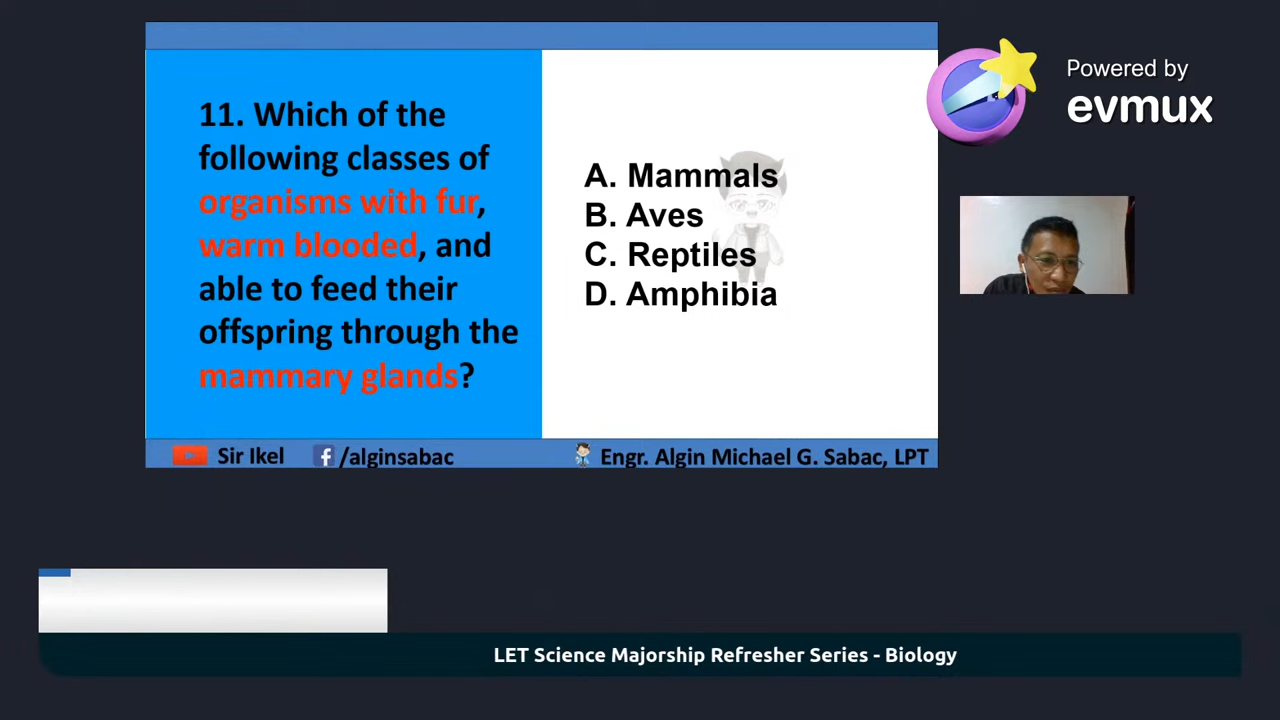 11. Which of the
following classes of
organisms with fur,
warm blooded, and
able to feed their
offspring through the
mammary glands?
A. Mammals
B. Aves
C. Reptiles
D. Amphibia
Sir Ikel
/alginsabac
Engr. Algin Michael G. Sabac, LPT
Powered by
evmux
LET Science Majorship Refresher Series - Biology